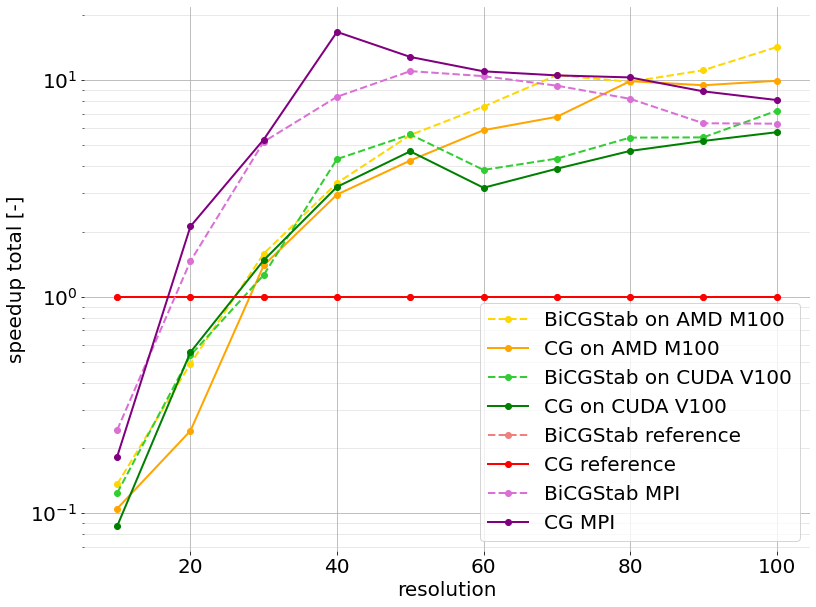 speedup total [-]
10¹
10⁰
10⁻¹
BiCGStab on AMD M100
CG on AMD M100
BiCGStab on CUDA V100
CG on CUDA V100
BiCGStab reference
CG reference
BiCGStab MPI
CG MPI
20 40 60 80 100
resolution